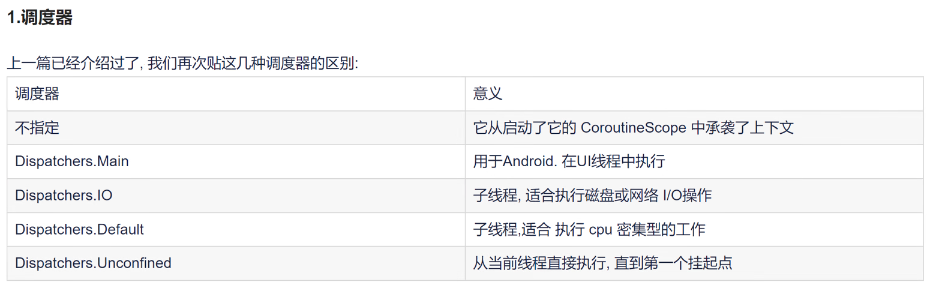 1.调度器
上一篇已经介绍过了, 我们再次贴这几种调度器的区别:
调度器 意义
不指定 它从启动了它的 CoroutineScope 中承袭了上下文
Dispatchers.Main 用于Android. 在UI线程中执行
Dispatchers.IO 子线程, 适合执行磁盘或网络 I/O操作
Dispatchers.Default 子线程,适合 执行 cpu 密集型的工作
Dispatchers.Unconfined 从当前线程直接执行, 直到第一个挂起点